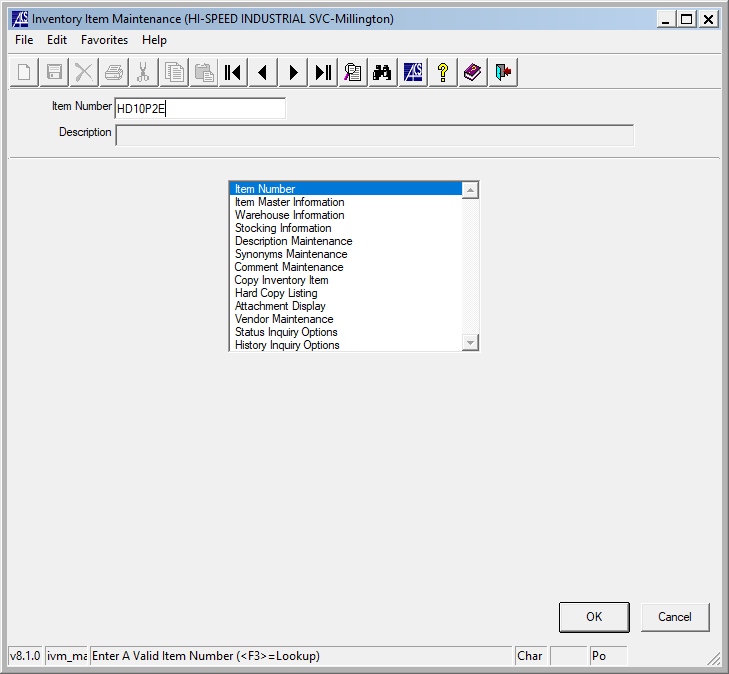 Inventory Item Maintenance (HI-SPEED INDUSTRIAL SVC-Millington)
File Edit Favorites Help
Item Number HD10P2E
Description
Item Number
Item Master Information
Warehouse Information
Stocking Information
Description Maintenance
Synonyms Maintenance
Comment Maintenance
Copy Inventory Item
Hard Copy Listing
Attachment Display
Vendor Maintenance
Status Inquiry Options
History Inquiry Options
OK Cancel
v8.1.0 ivm_ma Enter A Valid Item Number (<F3>=Lookup) Char Po